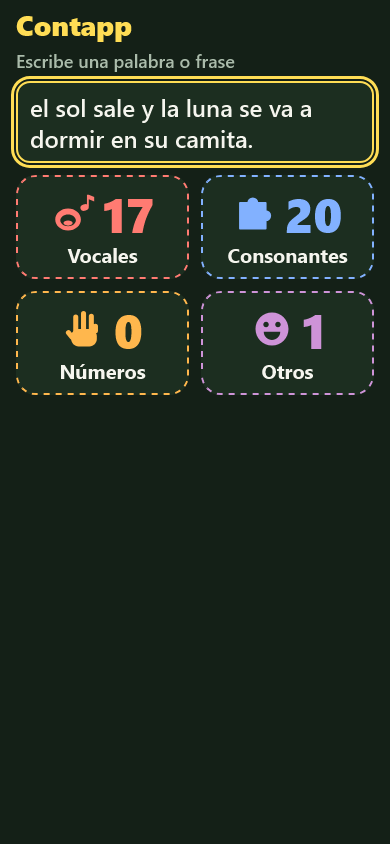 Contapp
Escribe una palabra o frase
el sol sale y la luna se va a
dormir en su camita.
17
Vocales
20
Consonantes
0
Números
1
Otros